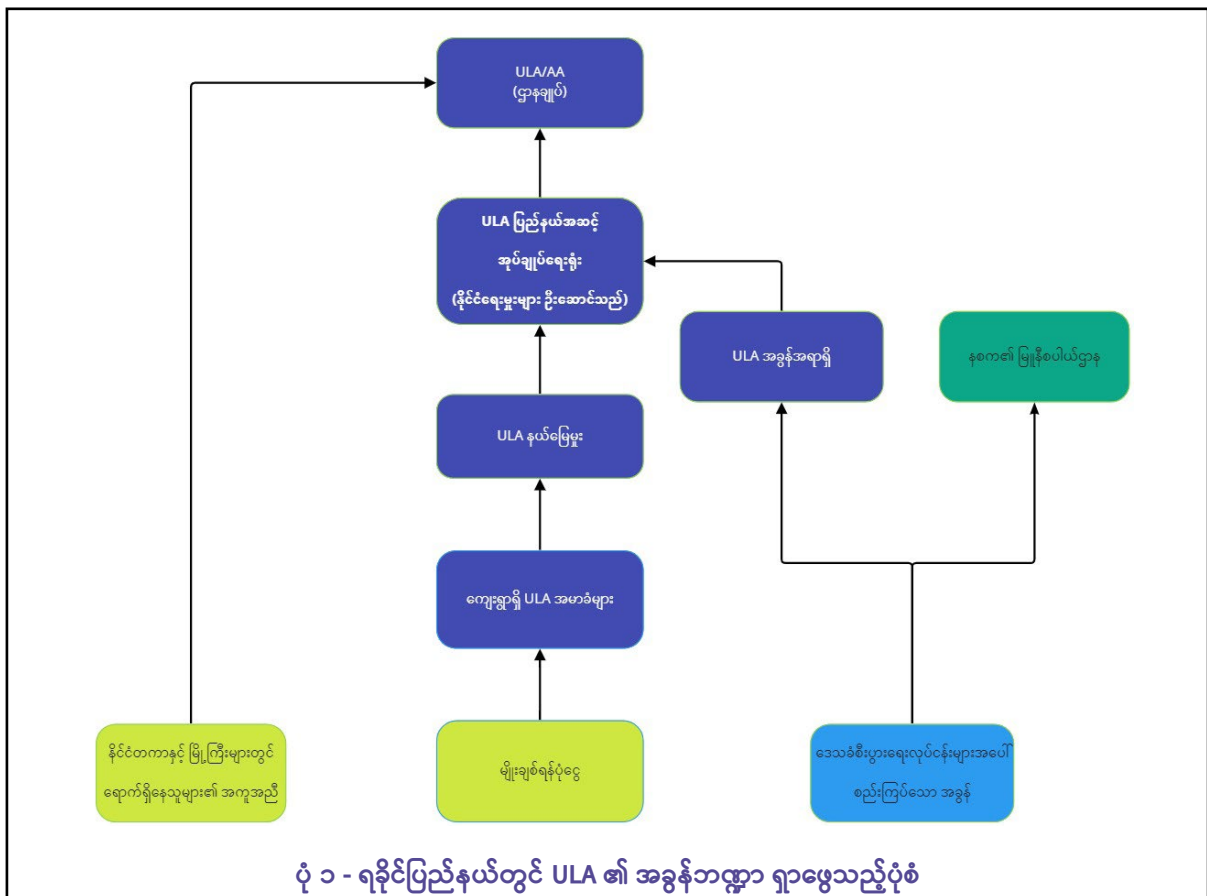 ULA/AA
(ဌာနချုပ်)
ULA ပြည်နယ်အဆင့်
အုပ်ချုပ်ရေးရုံး
(နိုင်ငံရေးမှူးများ ဦးဆောင်သည်)
ULA အခွန်အရာရှိ
နစက၏ မြူနီစပါယ်ဌာန
ULA နယ်မြေမှူး
ကျေးရွာရှိ ULA အမာခံများ
နိုင်ငံတကာနှင့် မြို့ကြီးများတွင်
ရောက်ရှိနေသူများ၏ အကူအညီ
မျိုးချစ်ရန်ပုံငွေ
ဒေသခံစီးပွားရေးလုပ်ငန်းများအပေါ်
စည်းကြပ်သော အခွန်
ပုံ ၁ - ရခိုင်ပြည်နယ်တွင် ULA ၏ အခွန်ဘဏ္ဍာ ရှာဖွေသည့်ပုံစံ